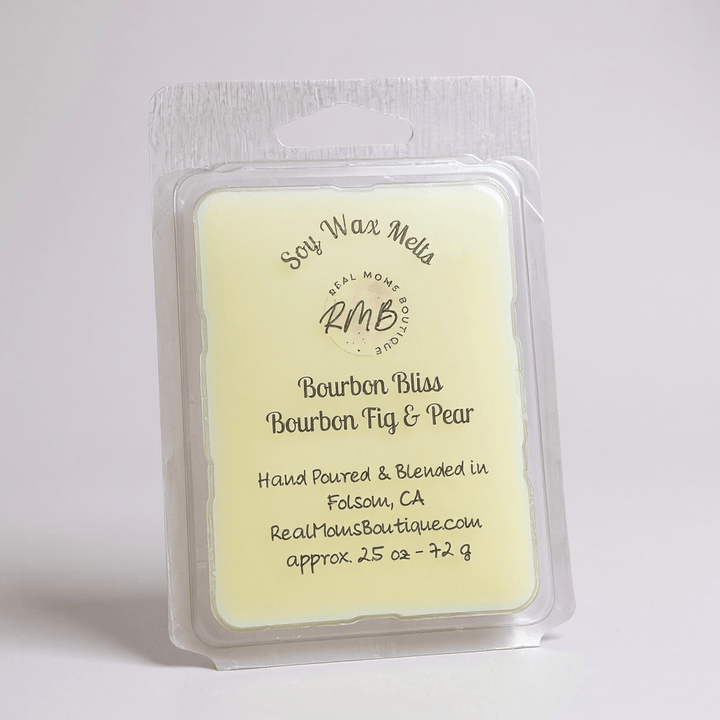 Soy Wax Melts
REAL MOMS BOUTIQUE
RMB
Bourbon Bliss
Bourbon Fig & Pear
Hand Poured & Blended in
Folsom, CA
RealMomsBoutique.com
approx. 2.5 oz - 72 g